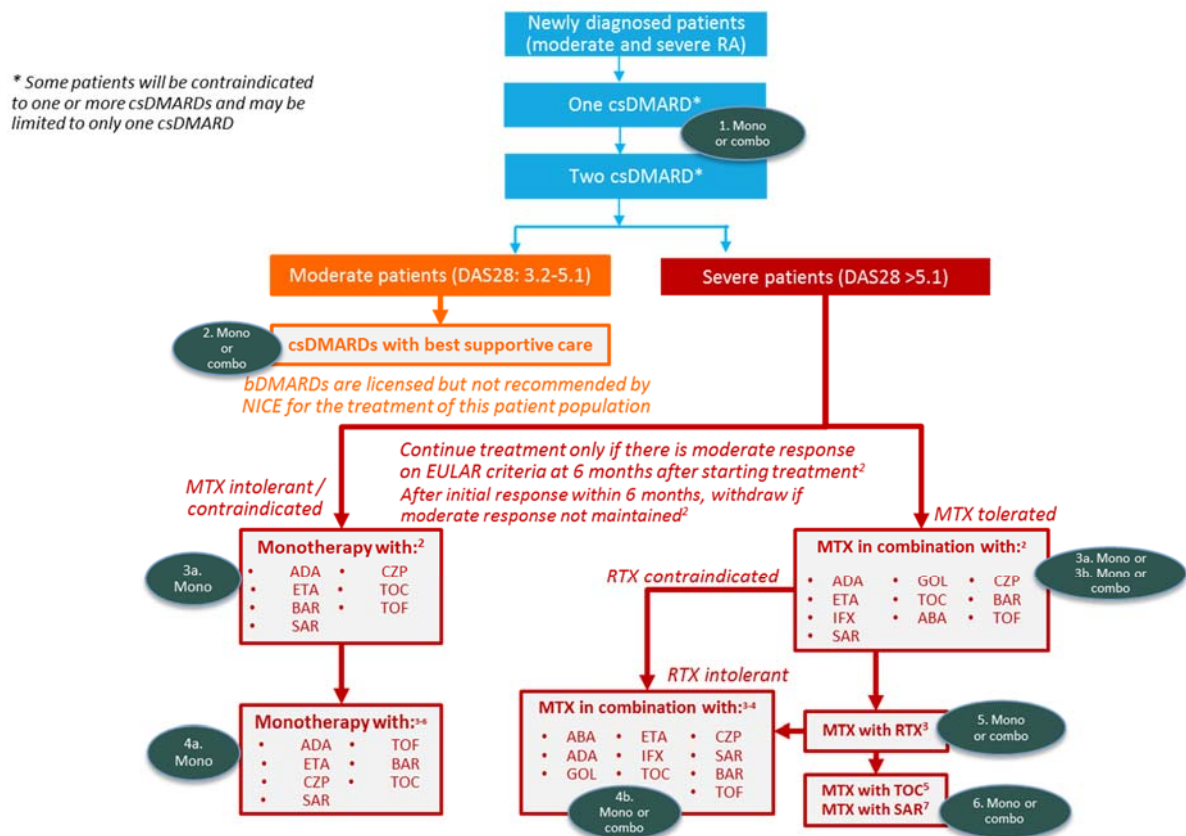 Newly diagnosed patients
(moderate and severe RA)
* Some patients will be contraindicated
to one or more csDMARDs and may be
limited to only one csDMARD
One csDMARD*
1. Mono
or combo
Two csDMARD*
Moderate patients (DAS28: 3.2-5.1)
Severe patients (DAS28 >5.1)
2. Mono
or
combo
csDMARDs with best supportive care
bDMARDs are licensed but not recommended by
NICE for the treatment of this patient population
Continue treatment only if there is moderate response
on EULAR criteria at 6 months after starting treatment²
After initial response within 6 months, withdraw if
moderate response not maintained²
MTX intolerant /
contraindicated
MTX tolerated
3a.
Mono
Monotherapy with:²
• ADA • CZP
• ETA • TOC
• BAR • TOF
• SAR
RTX contraindicated
MTX in combination with:²
• ADA • GOL • CZP
• ETA • TOC • BAR
• IFX • ABA • TOF
• SAR
3a. Mono or
3b. Mono or
combo
4a.
Mono
Monotherapy with:³⁻⁶
• ADA • TOF
• ETA • BAR
• CZP • TOC
• SAR
RTX intolerant
MTX in combination with:³⁻⁴
• ABA • ETA • CZP
• ADA • IFX • SAR
• GOL • TOC • BAR
• TOF
4b.
Mono or
combo
MTX with RTX³
5. Mono
or combo
MTX with TOC⁵
MTX with SAR⁷
6. Mono or
combo